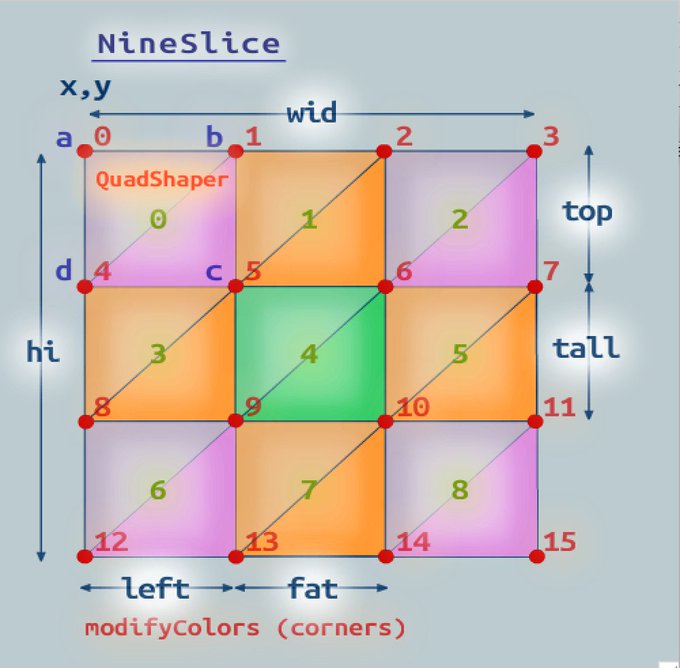 NineSlice
x,y
wid
a 0 b 1 2 3
QuadShaper
0 1 2
top
d 4 c 5 6 7
hi
3 4 5
tall
8 9 10 11
6 7 8
12 13 14 15
left fat
modifyColors (corners)